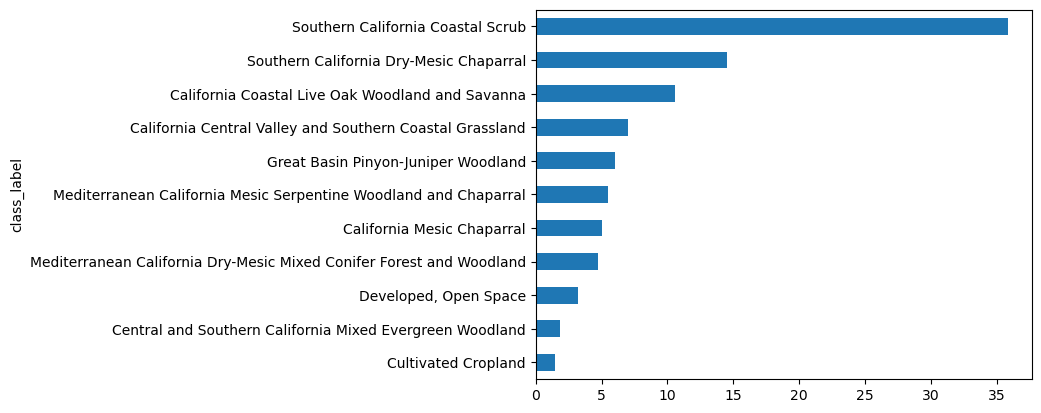 Southern California Coastal Scrub
Southern California Dry-Mesic Chaparral
California Coastal Live Oak Woodland and Savanna
California Central Valley and Southern Coastal Grassland
Great Basin Pinyon-Juniper Woodland
Mediterranean California Mesic Serpentine Woodland and Chaparral
California Mesic Chaparral
Mediterranean California Dry-Mesic Mixed Conifer Forest and Woodland
Developed, Open Space
Central and Southern California Mixed Evergreen Woodland
Cultivated Cropland
class_label
0 5 10 15 20 25 30 35